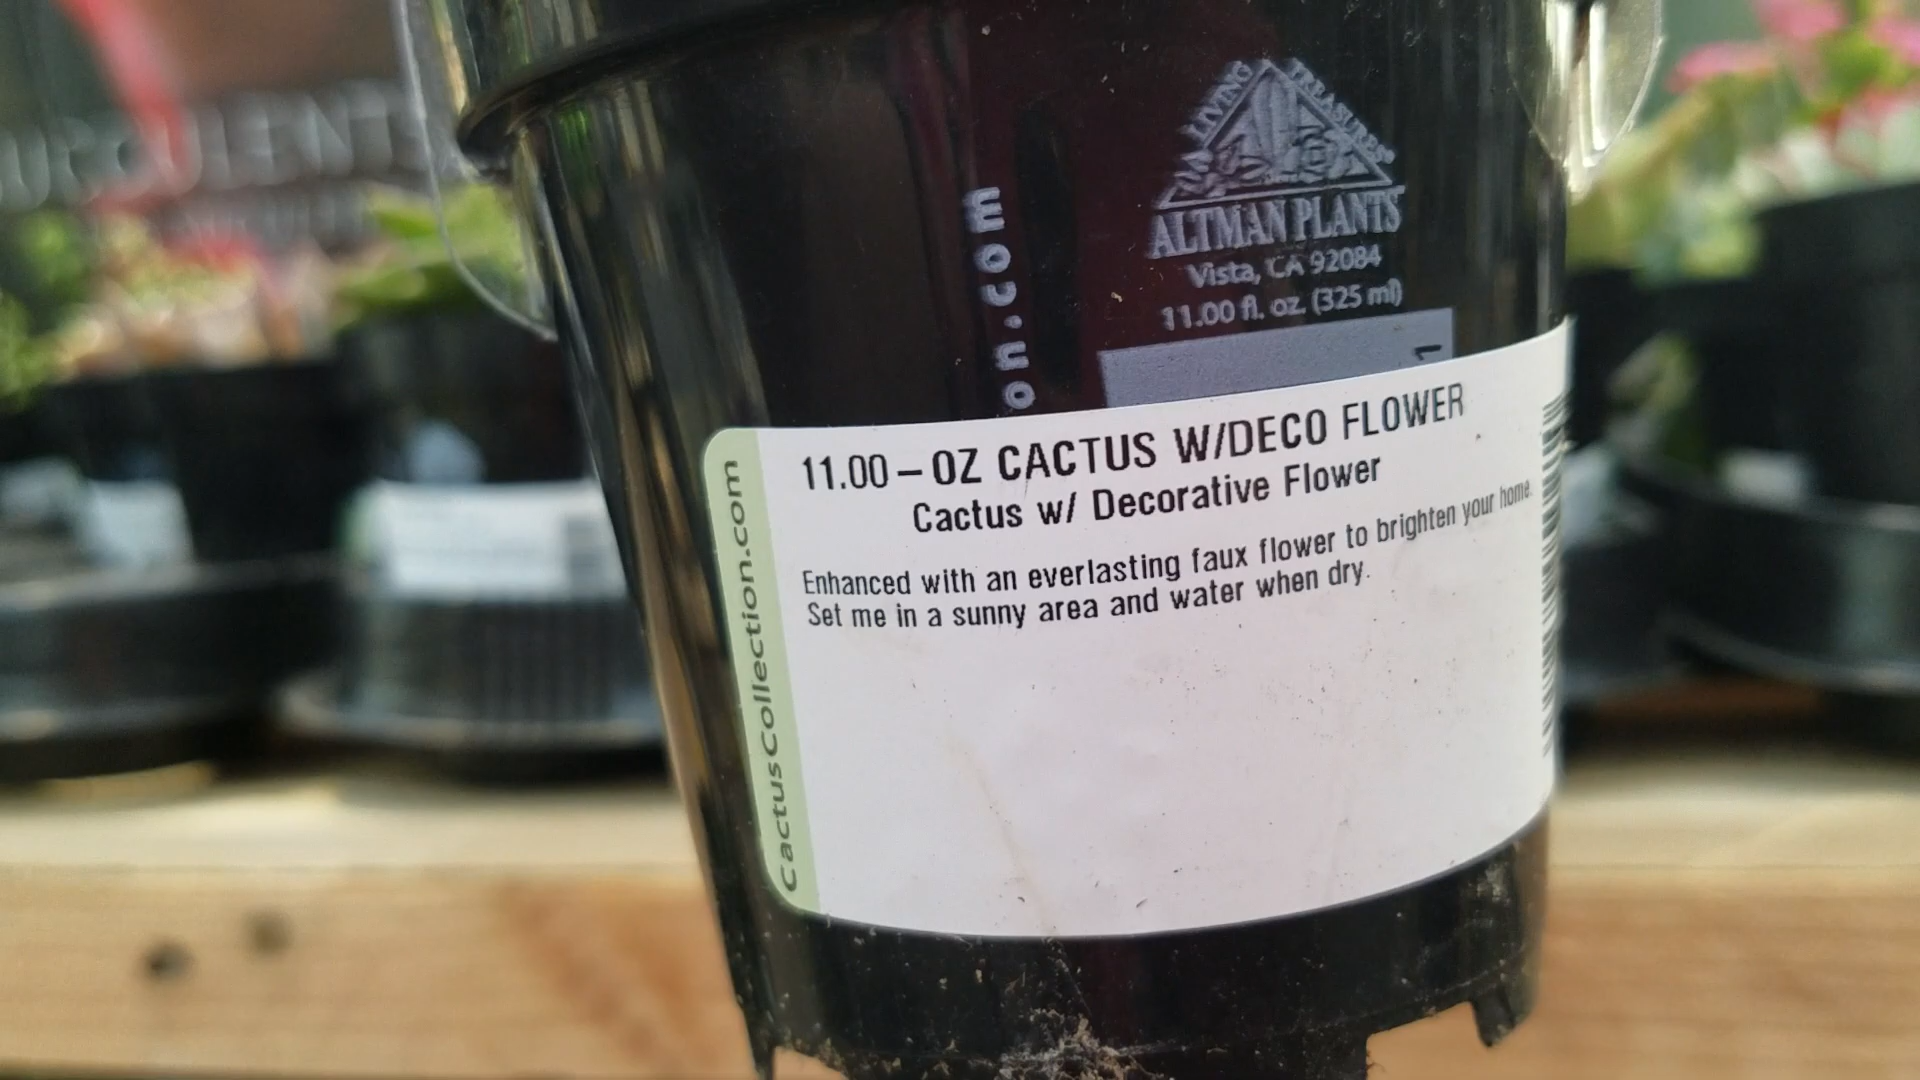 LIVING TREASURES
ALTMAN PLANTS
Vista, CA 92084
11.00 fl. oz. (325 ml)
on.com
1
11.00 – OZ CACTUS W/DECO FLOWER
Cactus w/ Decorative Flower
Enhanced with an everlasting faux flower to brighten your home.
Set me in a sunny area and water when dry.
CactusCollection.com